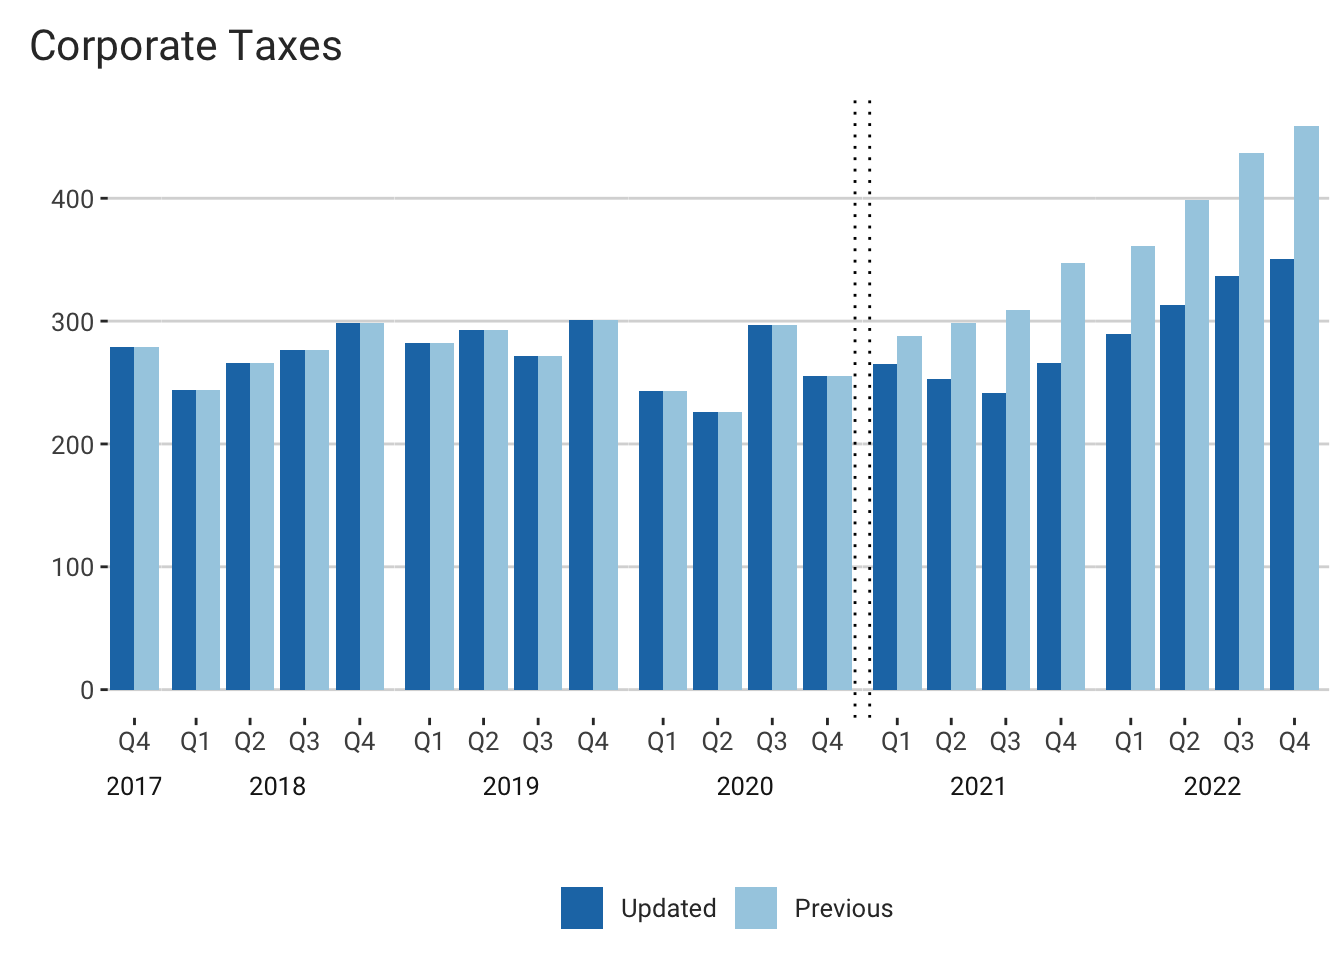 Corporate Taxes
400
300
200
100
0
Q4 Q1 Q2 Q3 Q4 Q1 Q2 Q3 Q4 Q1 Q2 Q3 Q4 Q1 Q2 Q3 Q4 Q1 Q2 Q3 Q4
2017 2018 2019 2020 2021 2022
Updated Previous